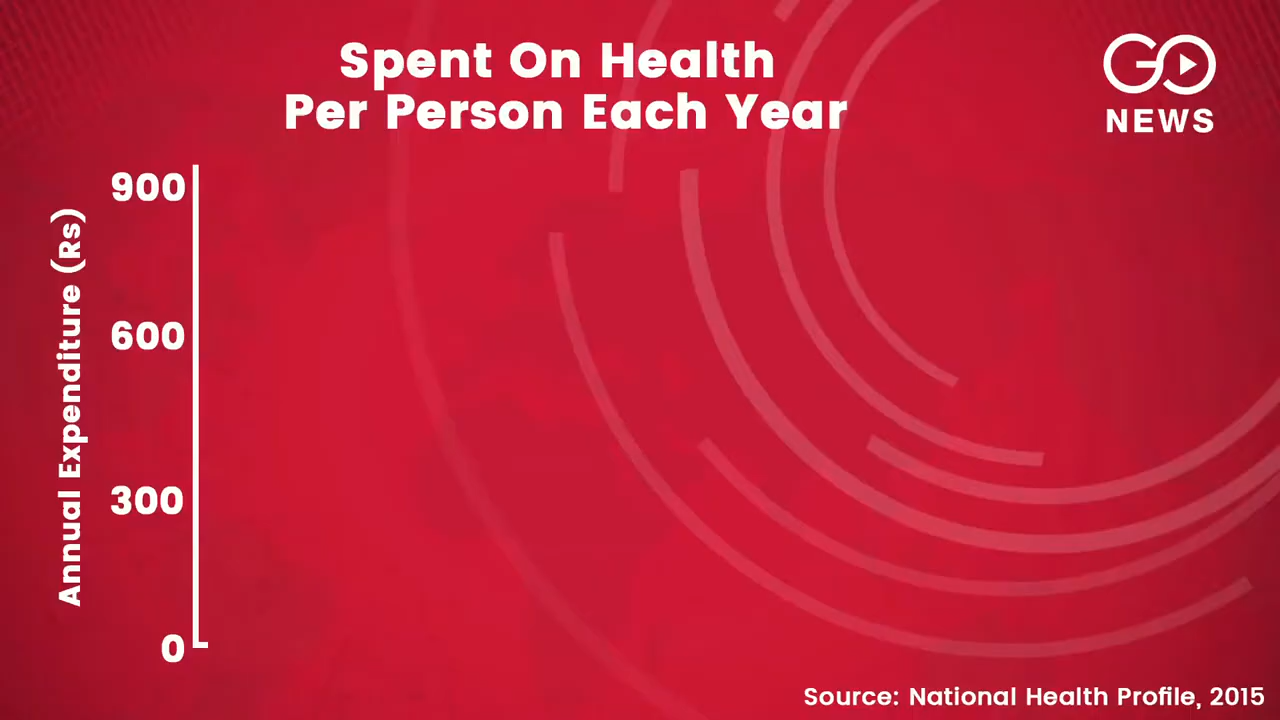 Spent On Health
Per Person Each Year
GO
NEWS
Annual Expenditure (Rs)
900
600
300
0
Source: National Health Profile, 2015